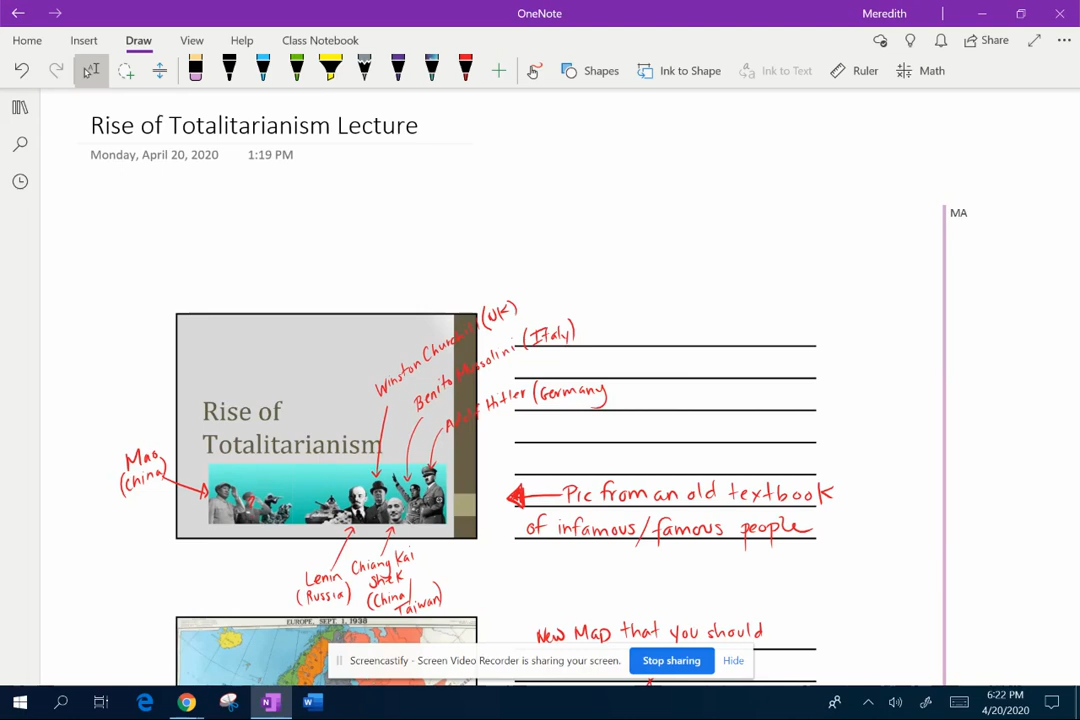 OneNote
Meredith
Home
Insert
Draw
View
Help
Class Notebook
Share
Shapes
Ink to Shape
Ink to Text
Ruler
Math
Rise of Totalitarianism Lecture
Monday, April 20, 2020
1:19 PM
MA
Winston Churchill (UK)
Benito Mussolini (Italy)
Adolf Hitler (Germany
Rise of
Totalitarianism
Mao
(China)
Pic from an old textbook
of infamous/famous people
Lenin
(Russia)
Chiang Kai
Shek
(China/
Taiwan)
EUROPE, SEPT. 1, 1938
New Map that you should
Screencastify - Screen Video Recorder is sharing your screen.
Stop sharing
Hide
6:22 PM
4/20/2020